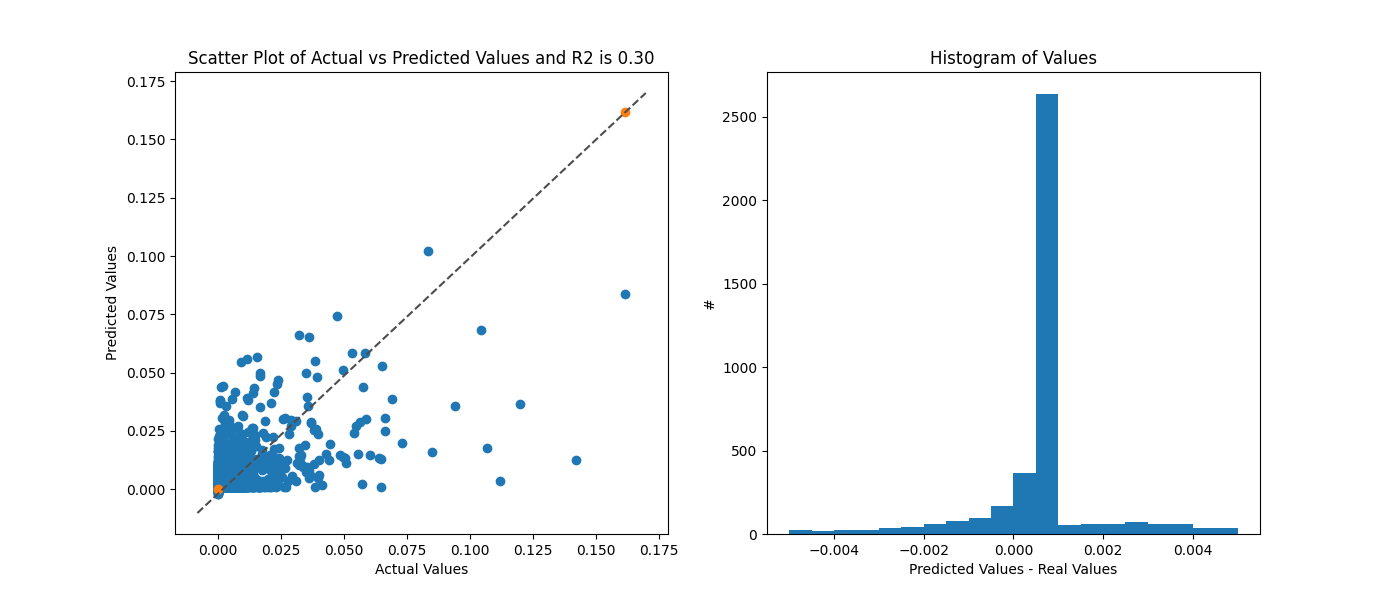 Scatter Plot of Actual vs Predicted Values and R2 is 0.30
0.175
0.150
0.125
0.100
0.075
0.050
0.025
0.000
Predicted Values
0.000 0.025 0.050 0.075 0.100 0.125 0.150 0.175
Actual Values
Histogram of Values
2500
2000
1500
1000
500
0
#
−0.004 −0.002 0.000 0.002 0.004
Predicted Values - Real Values